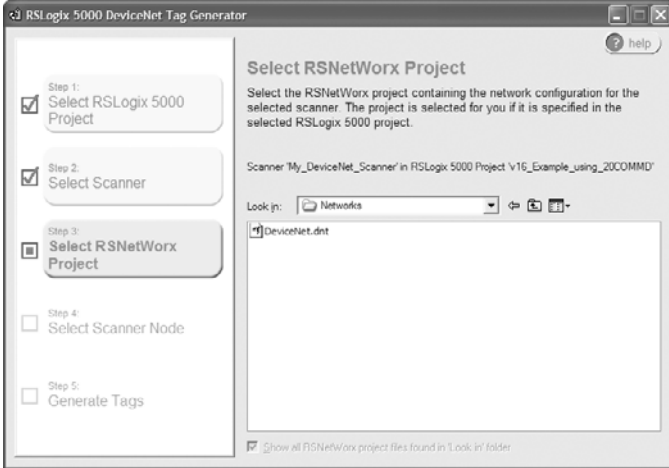 RSLogix 5000 DeviceNet Tag Generator
help
Step 1:
Select RSLogix 5000
Project
Step 2:
Select Scanner
Step 3:
Select RSNetWorx
Project
Step 4:
Select Scanner Node
Step 5:
Generate Tags
Select RSNetWorx Project
Select the RSNetWorx project containing the network configuration for the
selected scanner. The project is selected for you if it is specified in the
selected RSLogix 5000 project.
Scanner 'My_DeviceNet_Scanner' in RSLogix 5000 Project 'v16_Example_using_20COMMD'
Look in: Networks
DeviceNet.dnt
Show all RSNetWorx project files found in 'Look in' folder